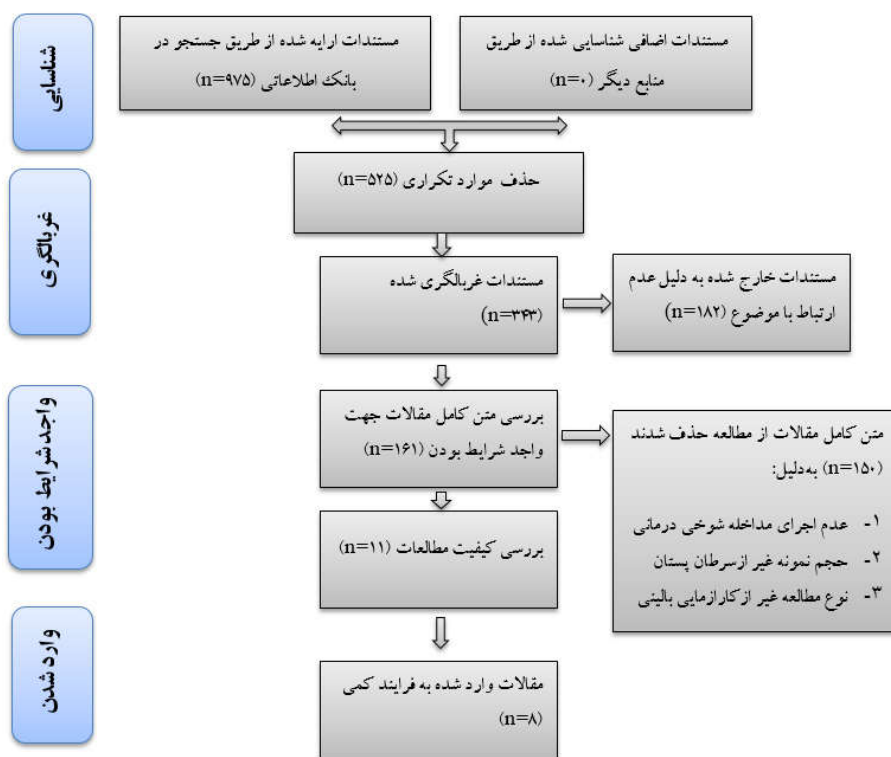 شناسایی
مستندات اضافی شناسایی شده از طریق
منابع دیگر (n=۰)
مستندات ارایه شده از طریق جستجو در
بانک اطلاعاتی (n=۹۷۵)
حذف موارد تکراری (n=۵۲۵)
غربالگری
مستندات غربالگری شده
(n=۳۴۳)
مستندات خارج شده به دلیل عدم
ارتباط با موضوع (n=۱۸۲)
واجد شرایط بودن
بررسی متن کامل مقالات جهت
واجد شرایط بودن (n=۱۶۱)
متن کامل مقالات از مطالعه حذف شدند
(n=۱۵۰) به‌دلیل:
۱- عدم اجرای مداخله شوخی درمانی
۲- حجم نمونه غیر ازسرطان پستان
۳- نوع مطالعه غیر ازکارازمایی بالینی
بررسی کیفیت مطالعات (n=۱۱)
وارد شدن
مقالات وارد شده به فرایند کمی
(n=۸)